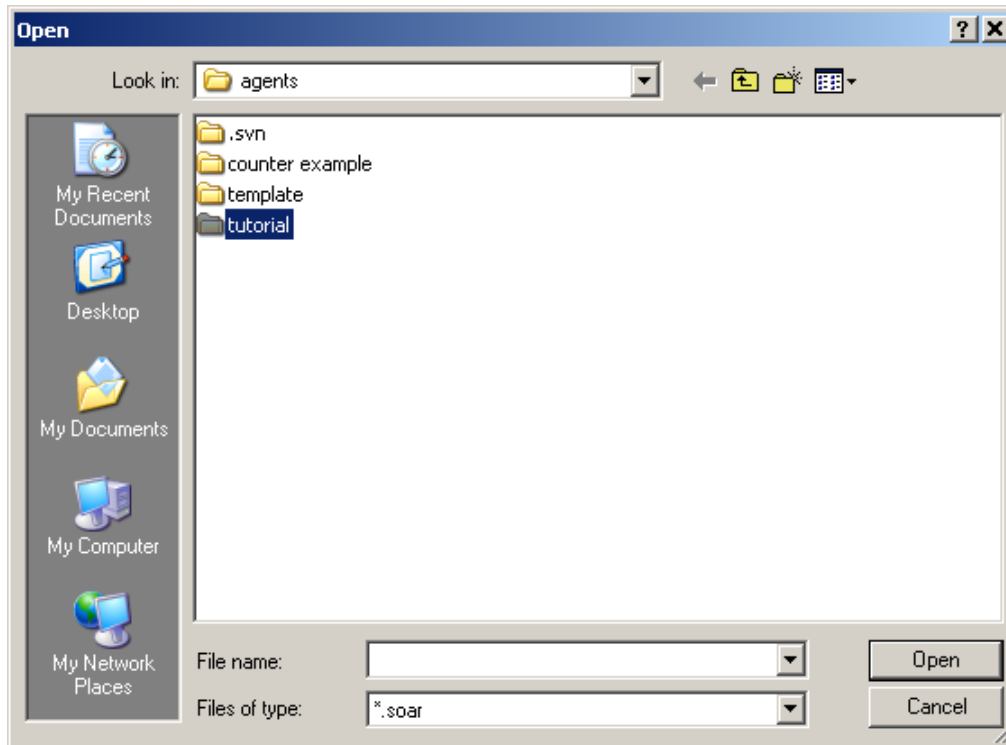 Open
Look in: agents
.svn
counter example
template
tutorial
My Recent
Documents
Desktop
My Documents
My Computer
My Network
Places
File name:
Open
Files of type: *.soar
Cancel